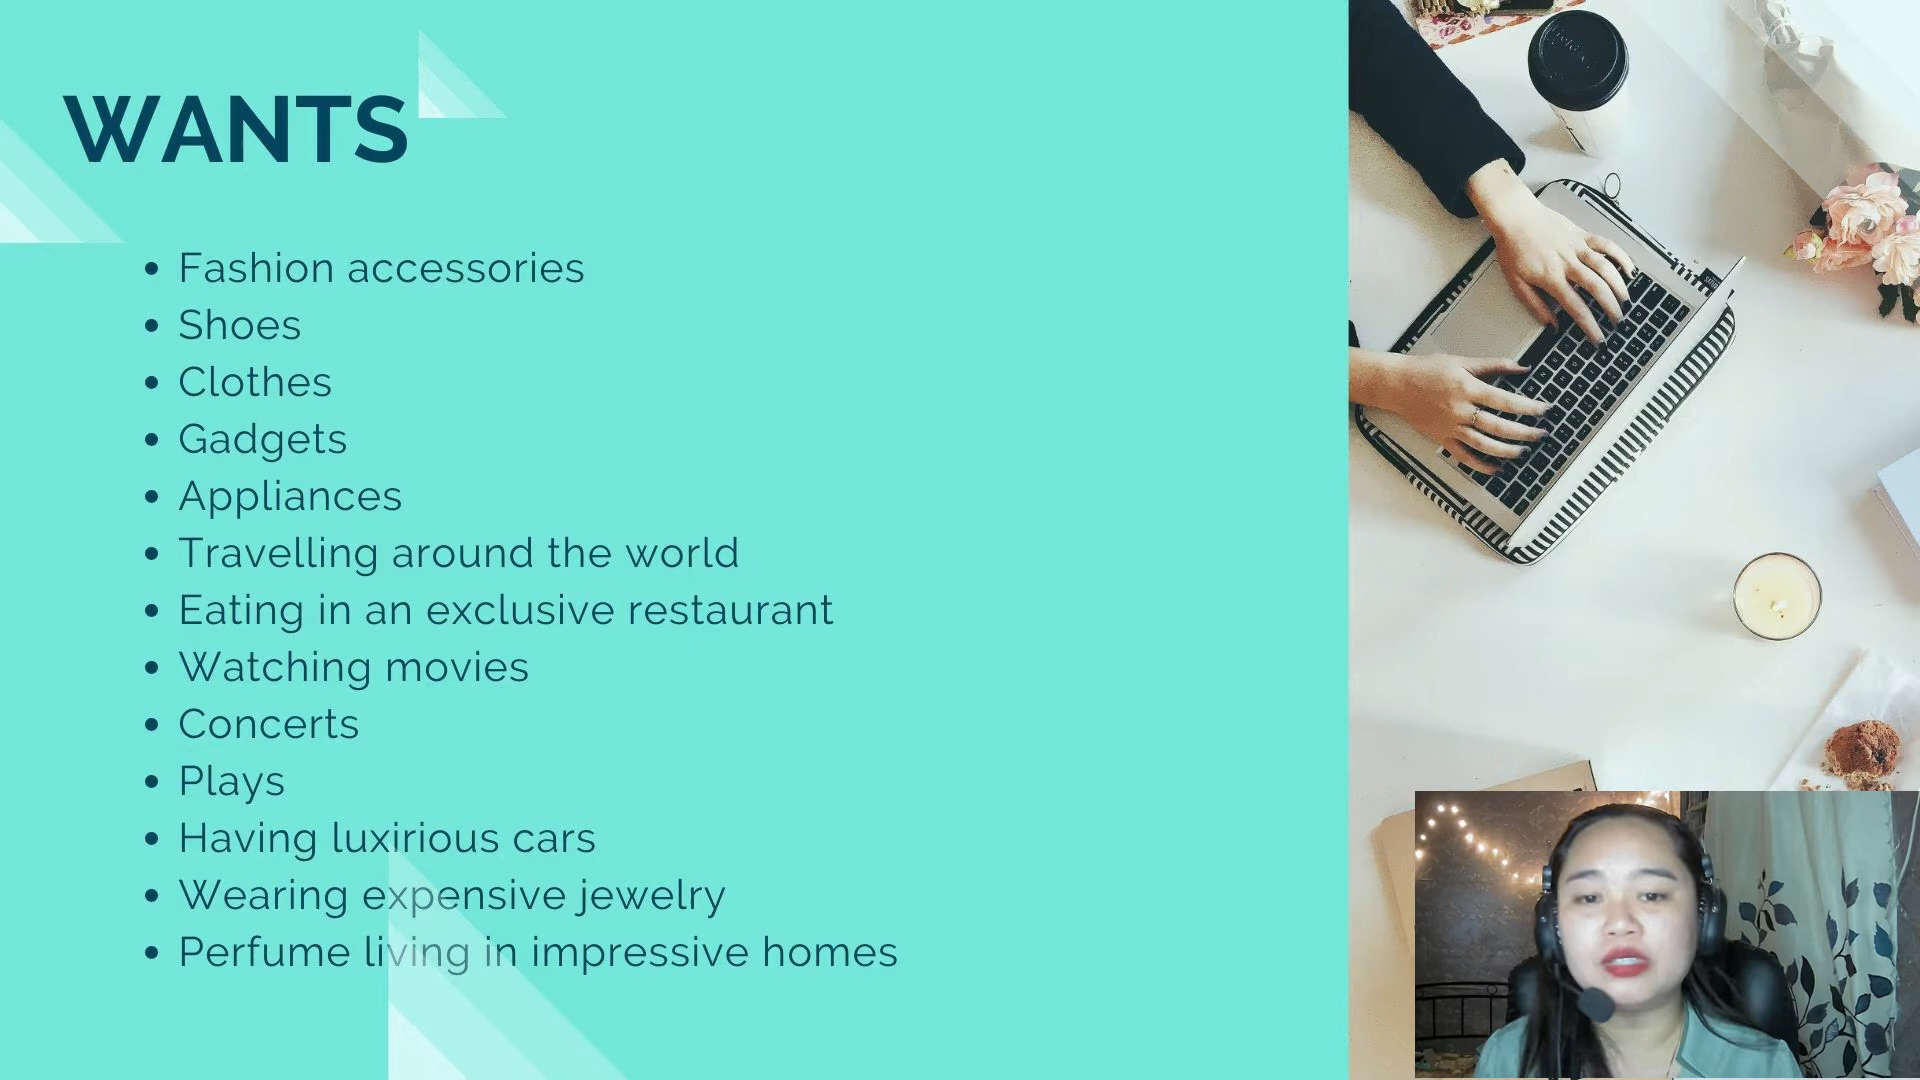 WANTS
Fashion accessories
Shoes
Clothes
Gadgets
Appliances
Travelling around the world
Eating in an exclusive restaurant
Watching movies
Concerts
Plays
Having luxirious cars
Wearing expensive jewelry
Perfume living in impressive homes